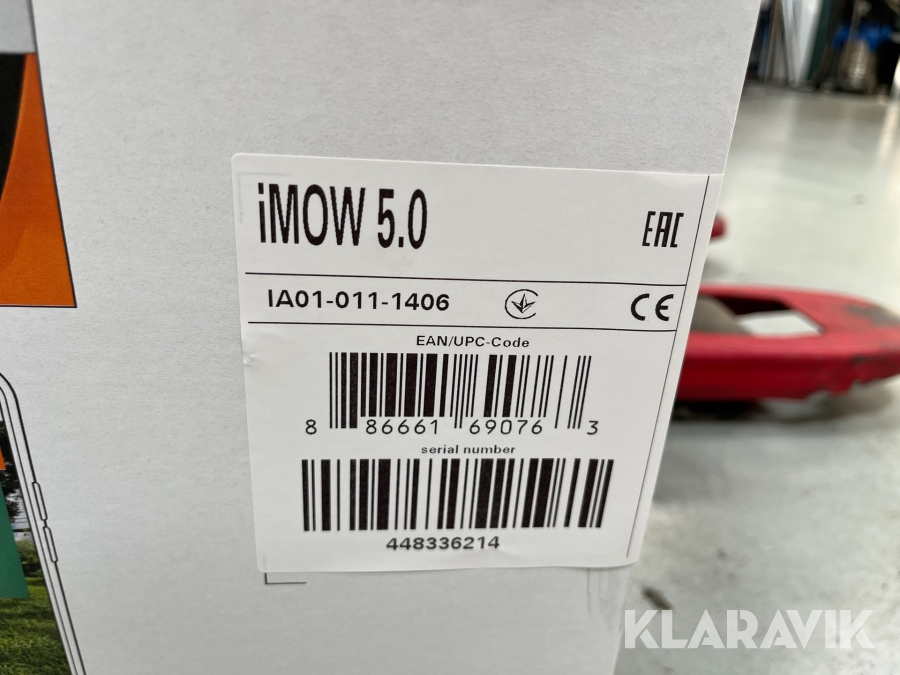 iMOW 5.0
EAC
IA01-011-1406
CE
EAN/UPC-Code
8 86661 69076 3
serial number
448336214
KLARAVIK